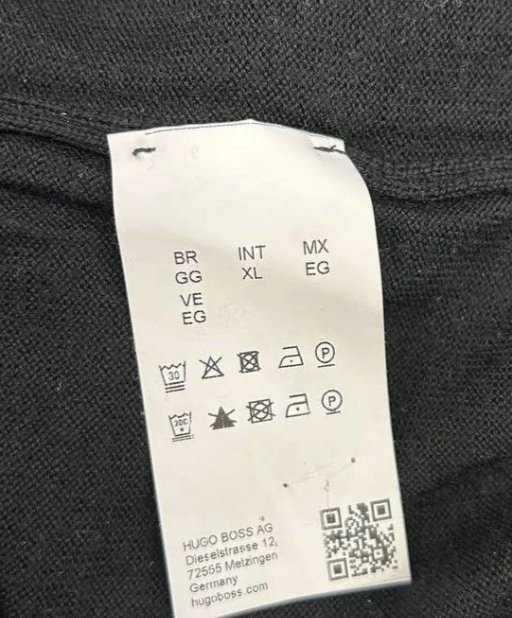 BR INT MX
GG XL EG
VE
EG
30 P
30C P
HUGO BOSS AG
Dieselstrasse 12,
72555 Metzingen
Germany
hugoboss.com